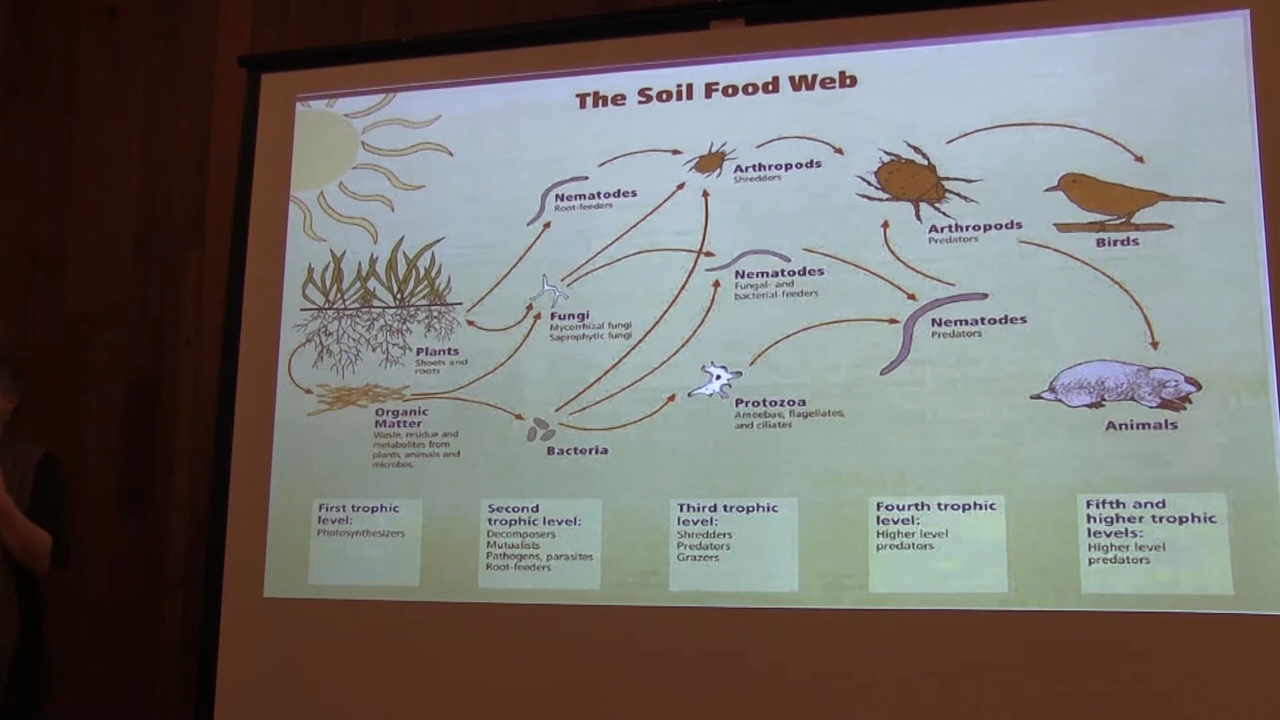 The Soil Food Web
Nematodes
Root-feeders
Arthropods
Shredders
Arthropods
Predators
Birds
Fungi
Mycorrhizal fungi
Saprophytic fungi
Nematodes
Fungal- and
bacterial-feeders
Nematodes
Predators
Plants
Shoots and
roots
Organic
Matter
Waste, residue and
metabolites from
plants, animals and
microbes.
Bacteria
Protozoa
Amoebae, flagellates,
and ciliates
Animals
First trophic
level:
Photosynthesizers
Second
trophic level:
Decomposers
Mutualists
Pathogens, parasites
Root-feeders
Third trophic
level:
Shredders
Predators
Grazers
Fourth trophic
level:
Higher level
predators
Fifth and
higher trophic
levels:
Higher level
predators